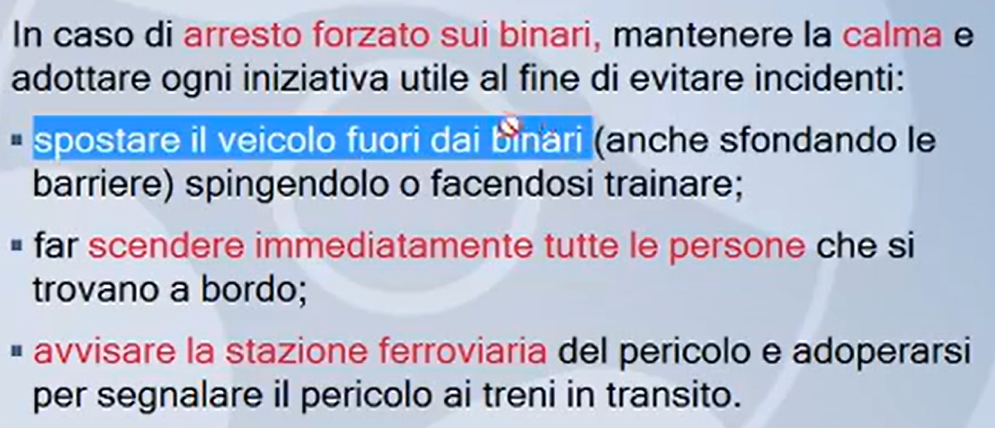 In caso di arresto forzato sui binari, mantenere la calma e
adottare ogni iniziativa utile al fine di evitare incidenti:
▪ spostare il veicolo fuori dai binari (anche sfondando le
barriere) spingendolo o facendosi trainare;
▪ far scendere immediatamente tutte le persone che si
trovano a bordo;
▪ avvisare la stazione ferroviaria del pericolo e adoperarsi
per segnalare il pericolo ai treni in transito.